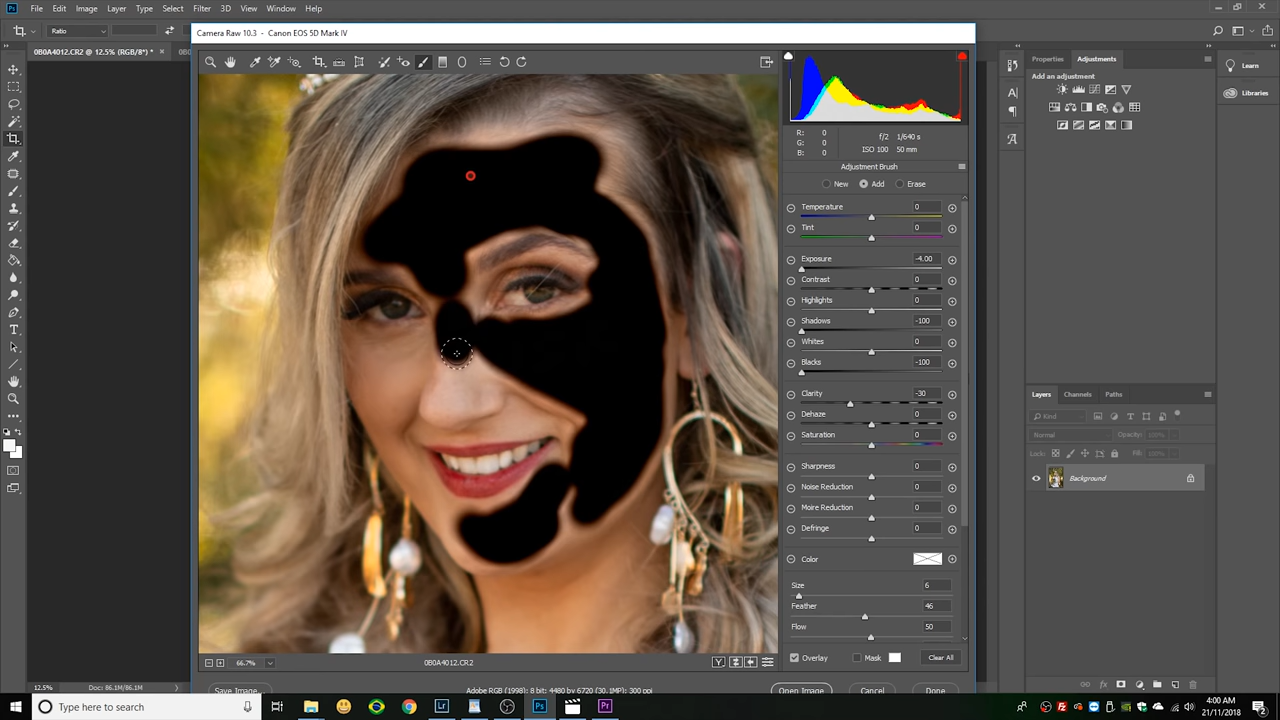 File Edit Image Layer Type Select Filter 3D View Window Help
Ratio
0B0A4012.CR2 @ 12.5% (RGB/8*) *
Camera Raw 10.3 - Canon EOS 5D Mark IV
R: 0
G: 0
B: 0
f/2 1/640 s
ISO 100 50 mm
Adjustment Brush
New Add Erase
Temperature 0
Tint 0
Exposure -4.00
Contrast 0
Highlights 0
Shadows -100
Whites 0
Blacks -100
Clarity -30
Dehaze 0
Saturation 0
Sharpness 0
Noise Reduction 0
Moire Reduction 0
Defringe 0
Color
Size 6
Feather 46
Flow 50
Overlay Mask Clear All
66.7% 0B0A4012.CR2
Save Image... Adobe RGB (1998); 8 bit; 4480 by 6720 (30.1MP); 300 ppi Open Image Cancel Done
Properties Adjustments
Add an adjustment
Learn
Libraries
Layers Channels Paths
Kind
Normal Opacity: 100%
Lock: Fill: 100%
Background
12.5% Doc: 86.1M/86.1M
Type here to search
4:00 AM
21/11/2018